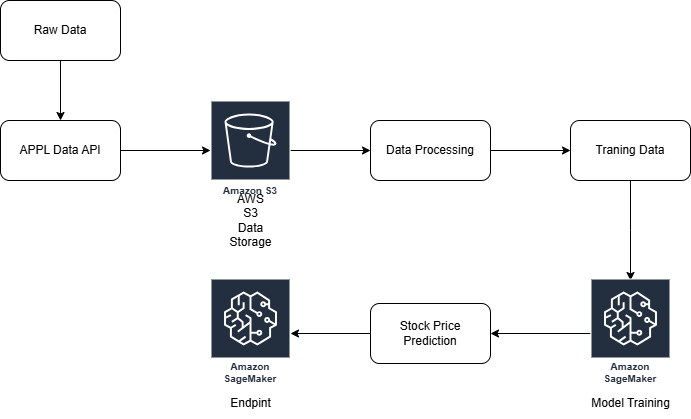 Raw Data
APPL Data API
Amazon S3
AWS
S3
Data
Storage
Data Processing
Traning Data
Amazon
SageMaker
Endpint
Stock Price
Prediction
Amazon
SageMaker
Model Training